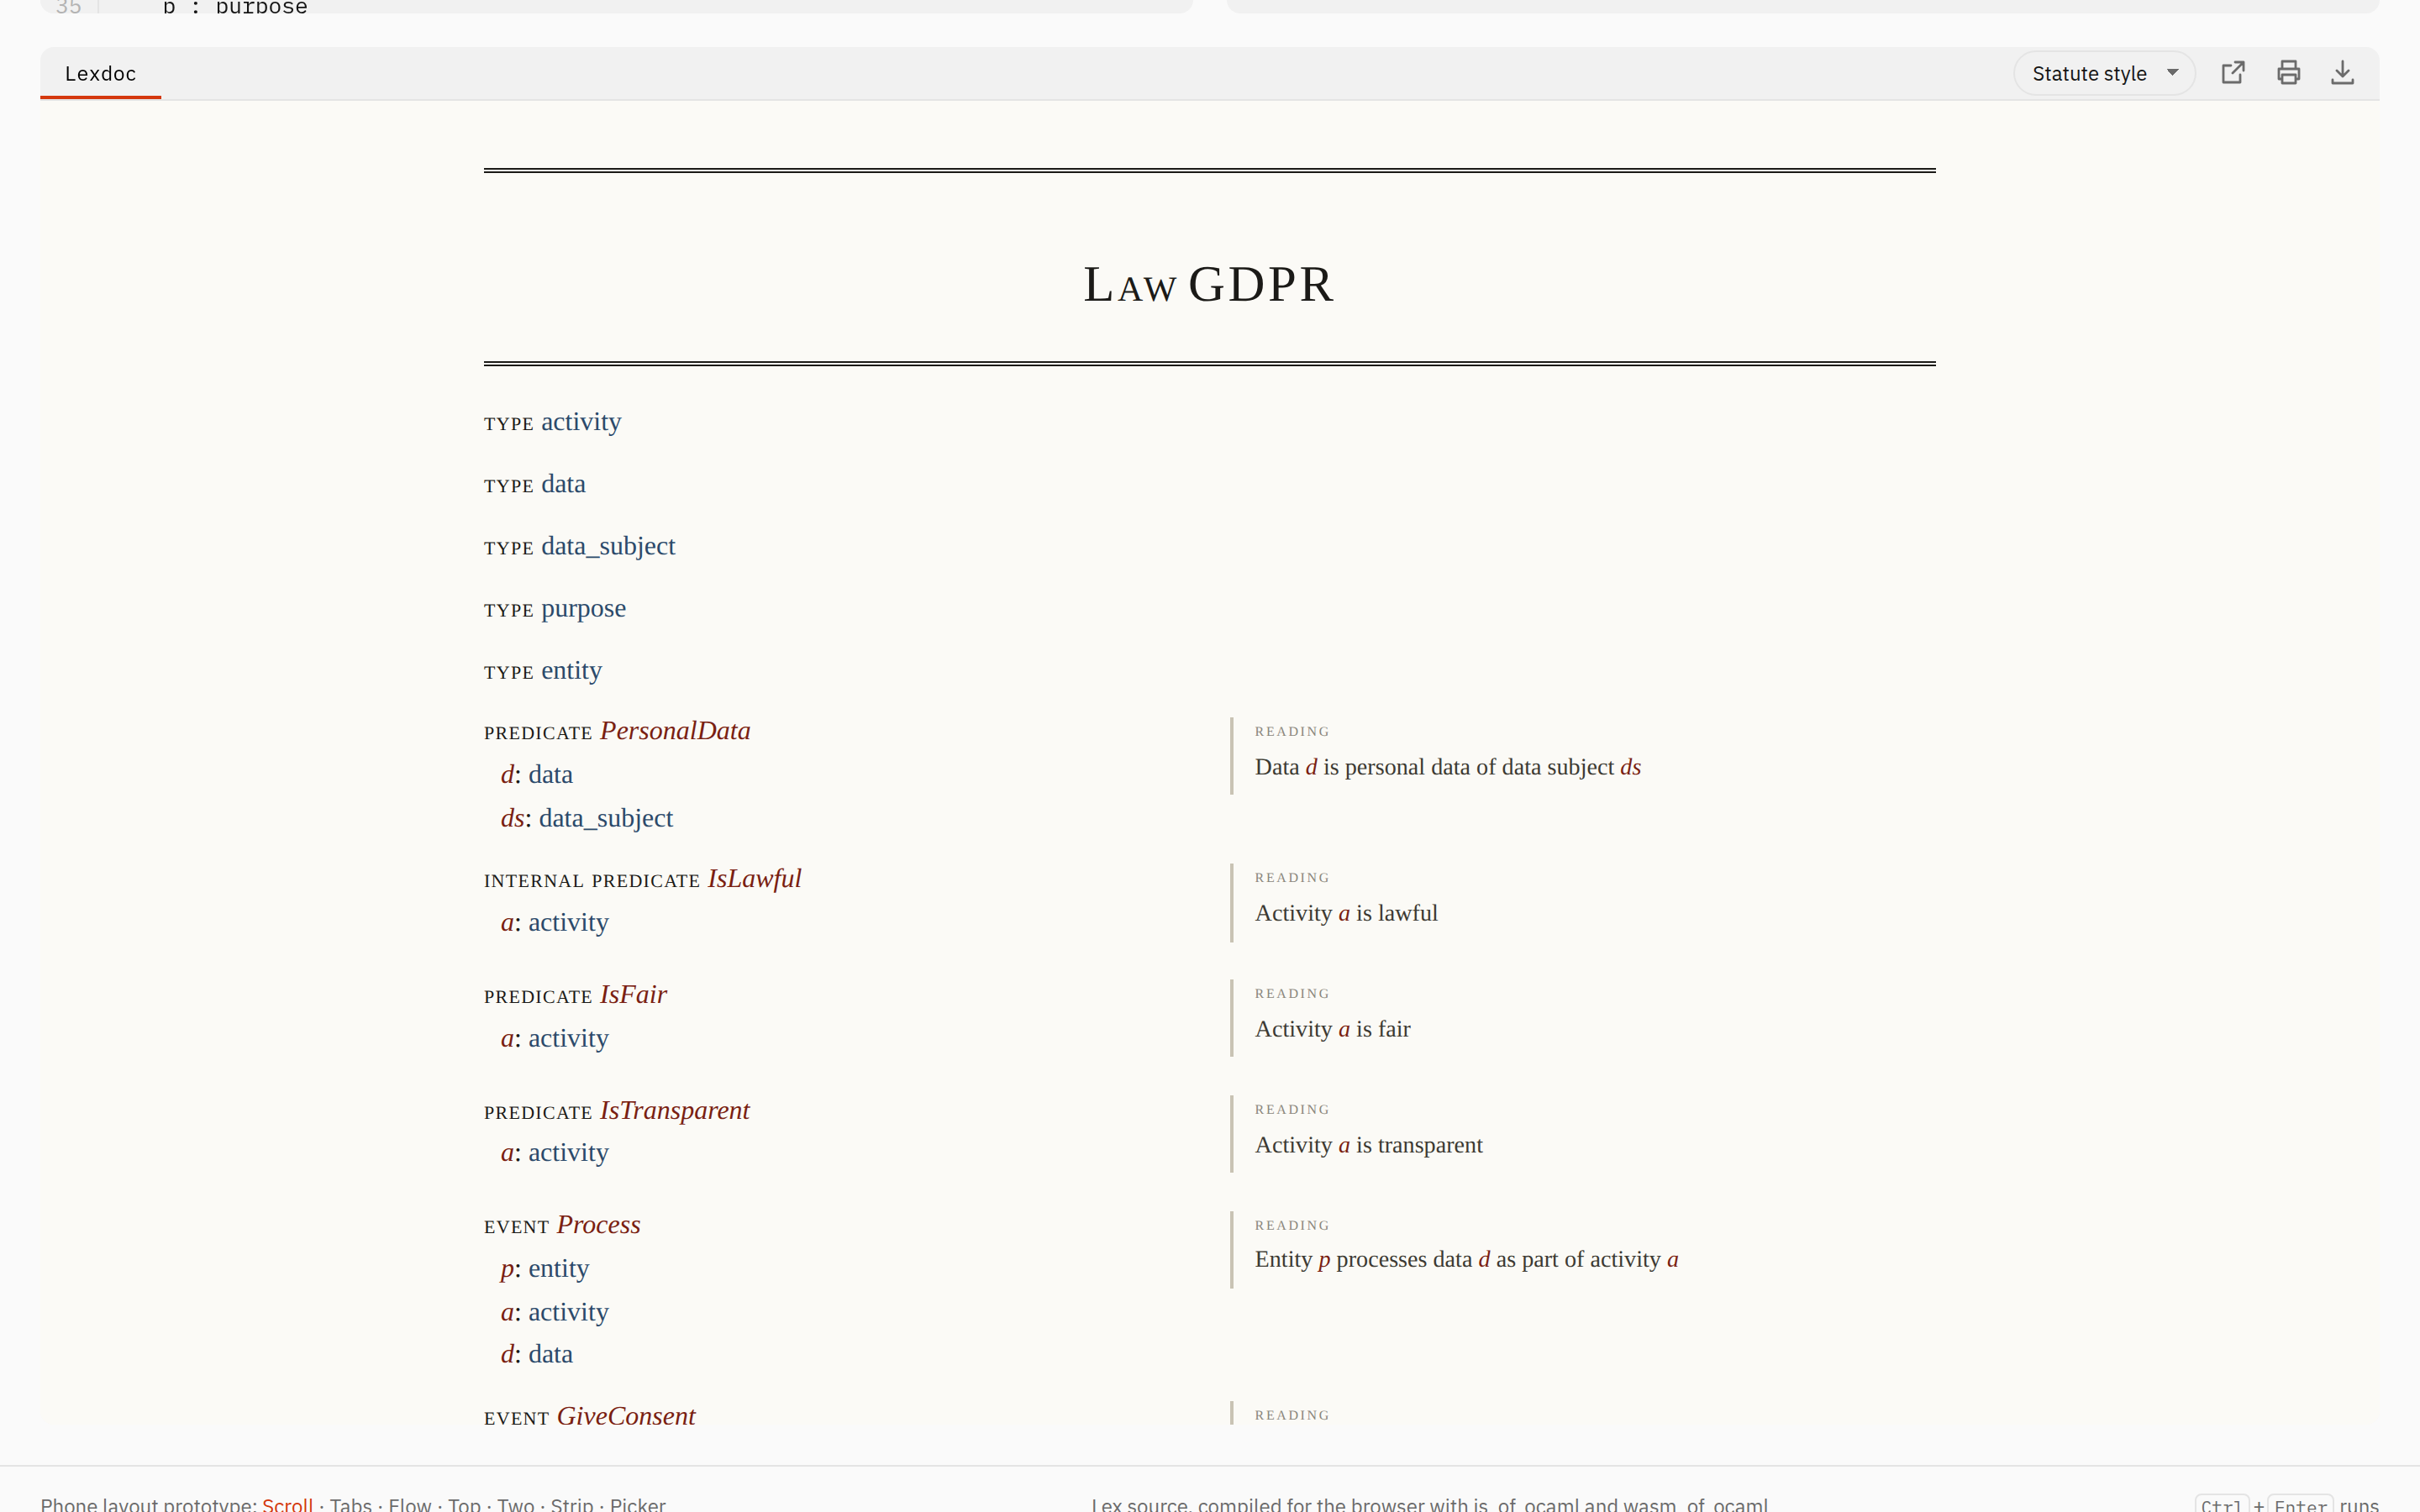 35 p : purpose
Lexdoc
Statute style
Law GDPR
TYPE activity
TYPE data
TYPE data_subject
TYPE purpose
TYPE entity
PREDICATE PersonalData
d: data
ds: data_subject
READING
Data d is personal data of data subject ds
INTERNAL PREDICATE IsLawful
a: activity
READING
Activity a is lawful
PREDICATE IsFair
a: activity
READING
Activity a is fair
PREDICATE IsTransparent
a: activity
READING
Activity a is transparent
EVENT Process
p: entity
a: activity
d: data
READING
Entity p processes data d as part of activity a
EVENT GiveConsent
READING
Phone layout prototype: Scroll · Tabs · Flow · Top · Two · Strip · Picker
Lex source, compiled for the browser with js_of_ocaml and wasm_of_ocaml
Ctrl + Enter runs